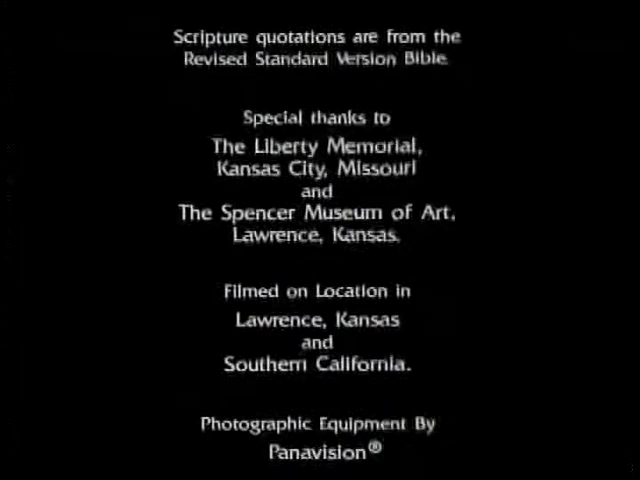 Scripture quotations are from the
Revised Standard Version Bible.
Special thanks to
The Liberty Memorial,
Kansas City, Missouri
and
The Spencer Museum of Art,
Lawrence, Kansas.
Filmed on Location in
Lawrence, Kansas
and
Southern California.
Photographic Equipment By
Panavision®